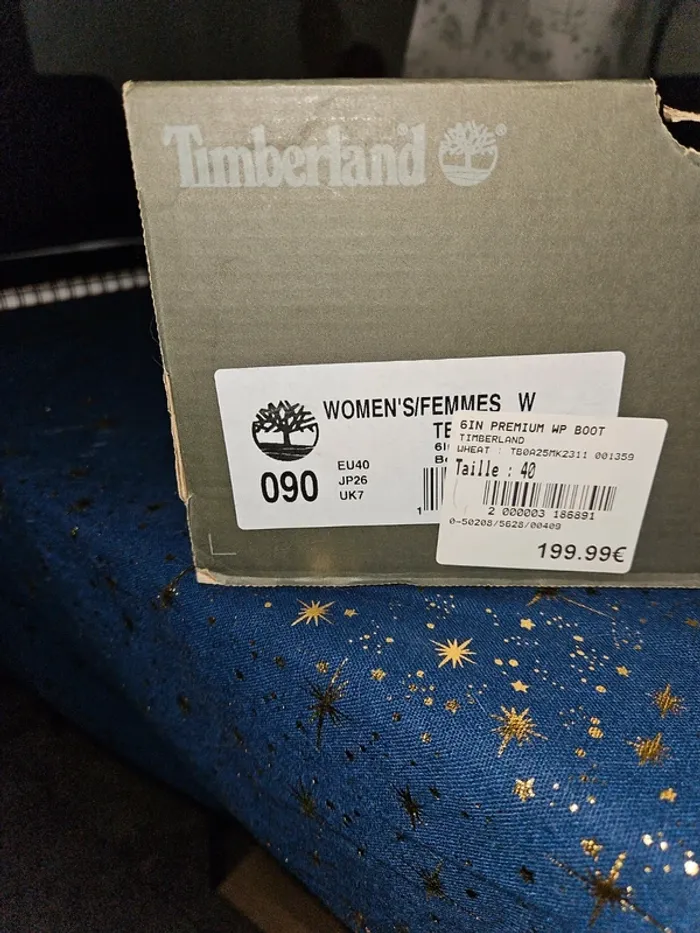 Timberland
WOMEN'S/FEMMES W
090
EU40
JP26
UK7
6IN PREMIUM WP BOOT
TIMBERLAND
WHEAT : TB0A25MK2311 001359
Taille : 40
2 000003 186891
0-50208/5628/00409
199.99€